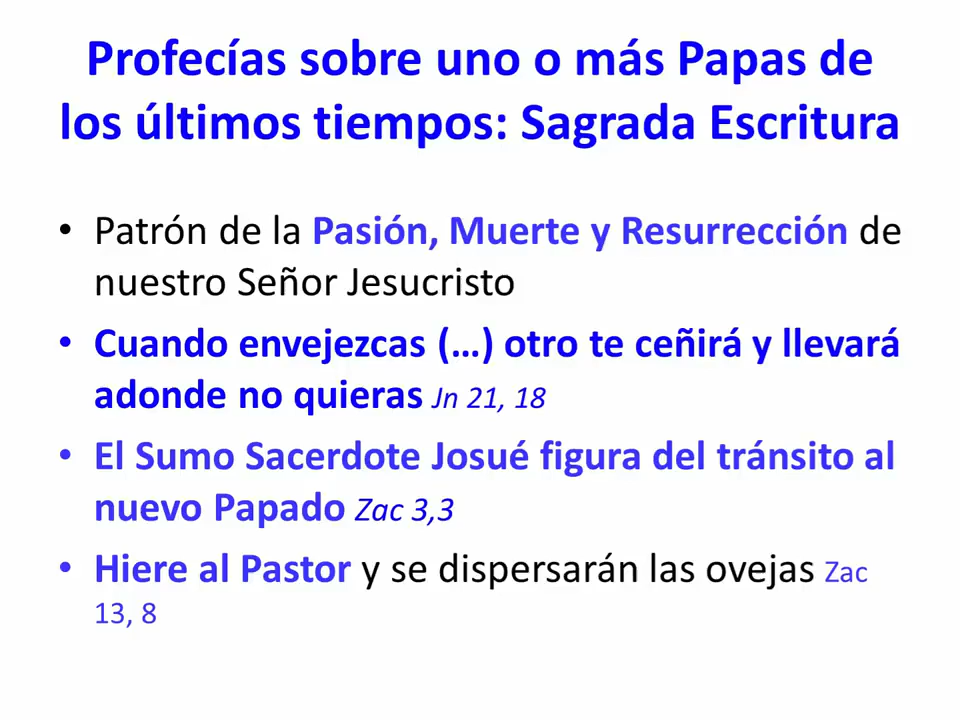 Profecías sobre uno o más Papas de
los últimos tiempos: Sagrada Escritura
• Patrón de la Pasión, Muerte y Resurrección de
nuestro Señor Jesucristo
• Cuando envejezcas (...) otro te ceñirá y llevará
adonde no quieras Jn 21, 18
• El Sumo Sacerdote Josué figura del tránsito al
nuevo Papado Zac 3,3
• Hiere al Pastor y se dispersarán las ovejas Zac
13, 8